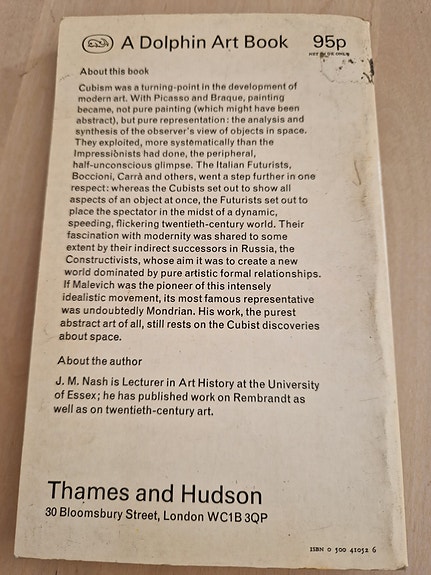 A Dolphin Art Book 95p
NET IN UK ONLY
About this book
Cubism was a turning-point in the development of
modern art. With Picasso and Braque, painting
became, not pure painting (which might have been
abstract), but pure representation: the analysis and
synthesis of the observer's view of objects in space.
They exploited, more systematically than the
Impressionists had done, the peripheral,
half-unconscious glimpse. The Italian Futurists,
Boccioni, Carrà and others, went a step further in one
respect: whereas the Cubists set out to show all
aspects of an object at once, the Futurists set out to
place the spectator in the midst of a dynamic,
speeding, flickering twentieth-century world. Their
fascination with modernity was shared to some
extent by their indirect successors in Russia, the
Constructivists, whose aim it was to create a new
world dominated by pure artistic formal relationships.
If Malevich was the pioneer of this intensely
idealistic movement, its most famous representative
was undoubtedly Mondrian. His work, the purest
abstract art of all, still rests on the Cubist discoveries
about space.
About the author
J. M. Nash is Lecturer in Art History at the University
of Essex; he has published work on Rembrandt as
well as on twentieth-century art.
Thames and Hudson
30 Bloomsbury Street, London WC1B 3QP
ISBN 0 500 41052 6